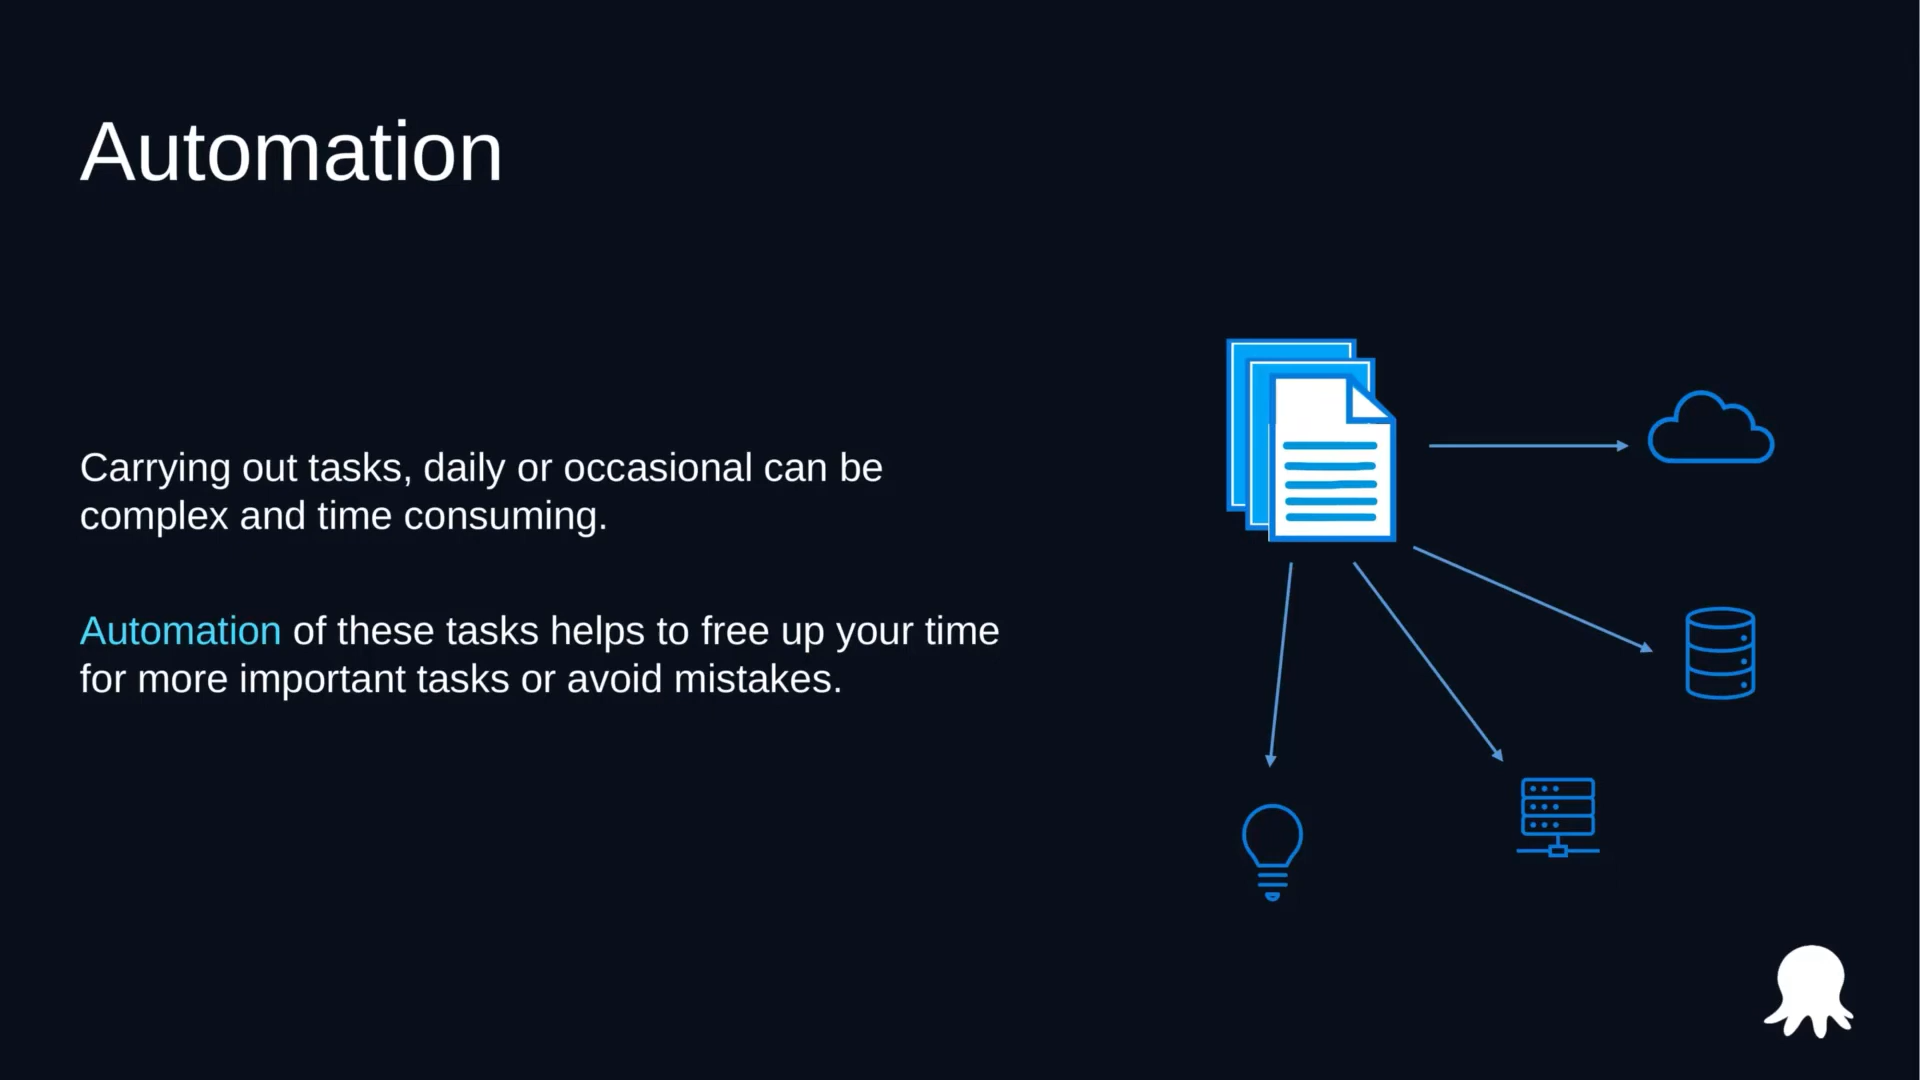 Automation
Carrying out tasks, daily or occasional can be
complex and time consuming.
Automation of these tasks helps to free up your time
for more important tasks or avoid mistakes.